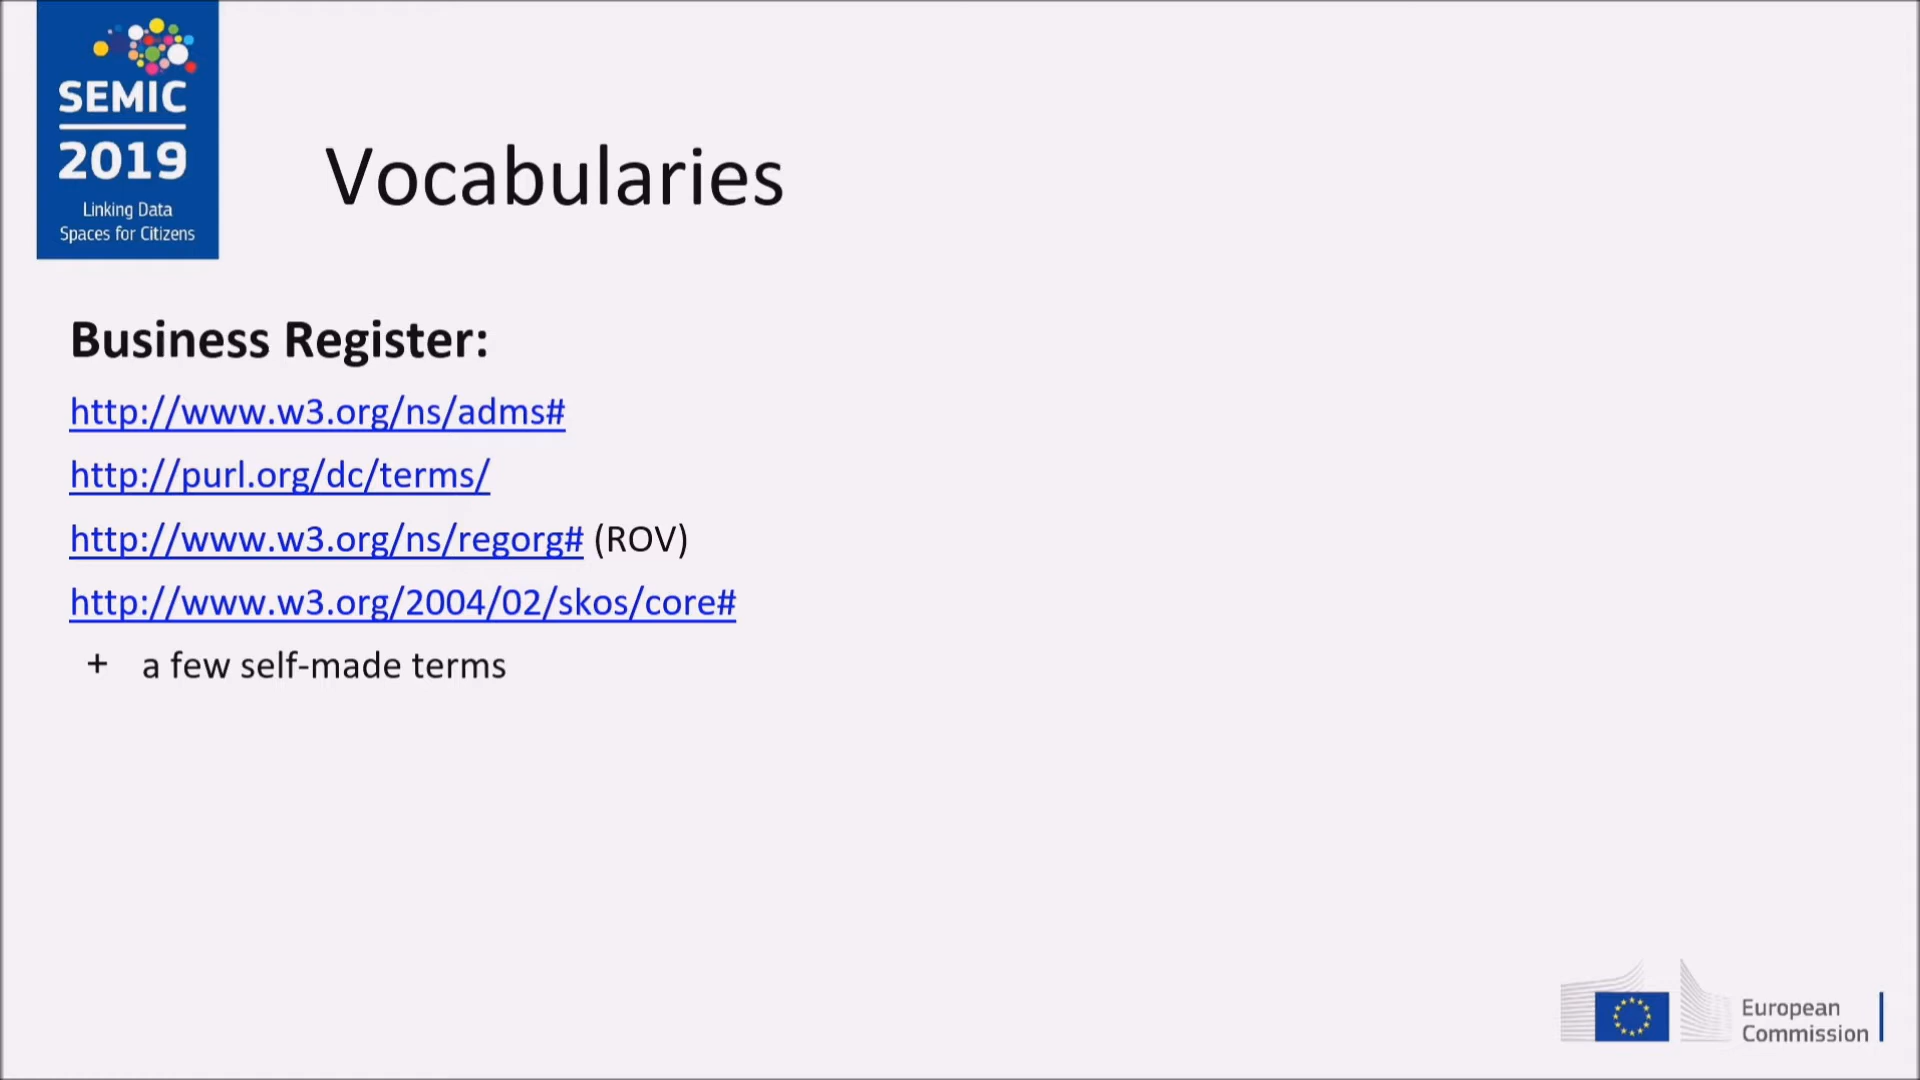 SEMIC
2019
Linking Data
Spaces for Citizens
Vocabularies
Business Register:
http://www.w3.org/ns/adms#
http://purl.org/dc/terms/
http://www.w3.org/ns/regorg# (ROV)
http://www.w3.org/2004/02/skos/core#
+ a few self-made terms
European
Commission